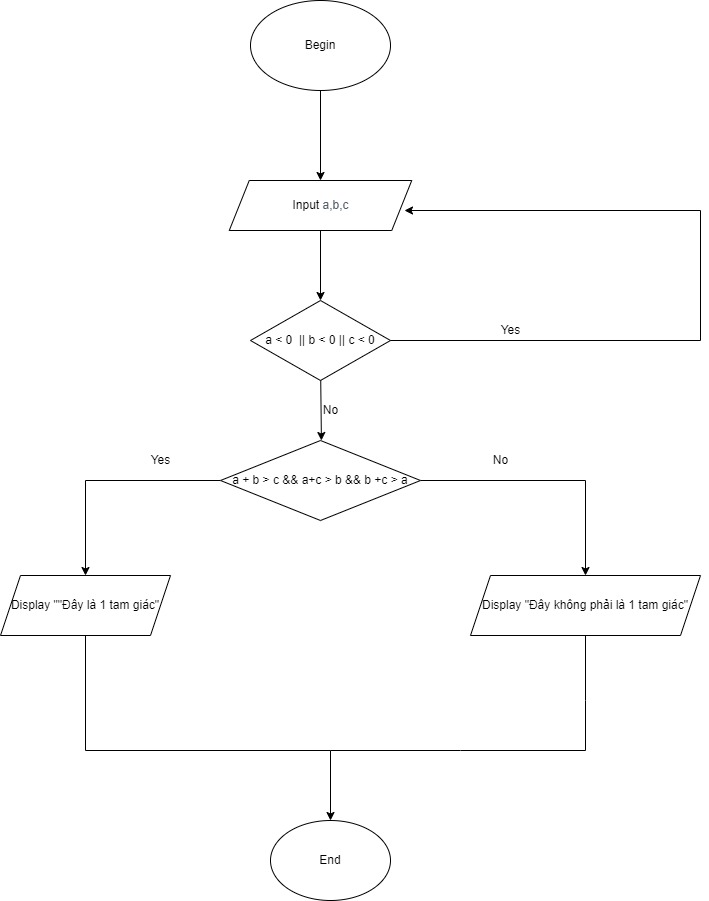 Begin
Input a,b,c
a < 0 || b < 0 || c < 0
Yes
No
a + b > c && a+c > b && b +c > a
Yes
No
Display ""Đây là 1 tam giác"
Display "Đây không phải là 1 tam giác"
End